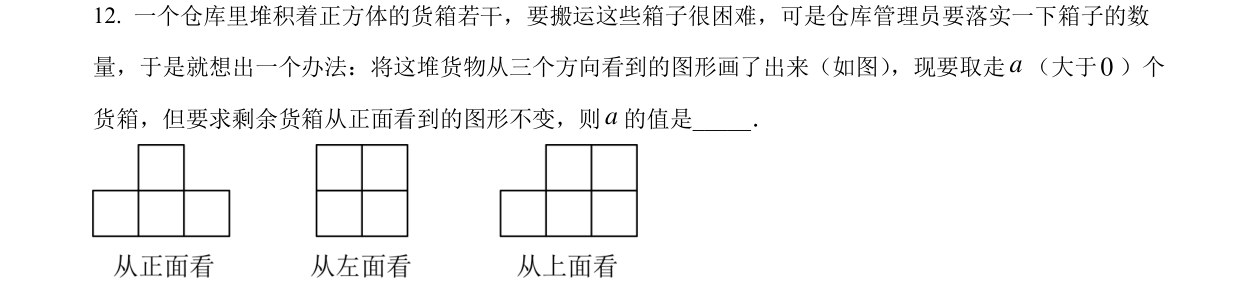 12. 一个仓库里堆积着正方体的货箱若干，要搬运这些箱子很困难，可是仓库管理员要落实一下箱子的数
量，于是就想出一个办法：将这堆货物从三个方向看到的图形画了出来（如图），现要取走 a （大于 0 ）个
货箱，但要求剩余货箱从正面看到的图形不变，则 a 的值是_____．
从正面看 从左面看 从上面看